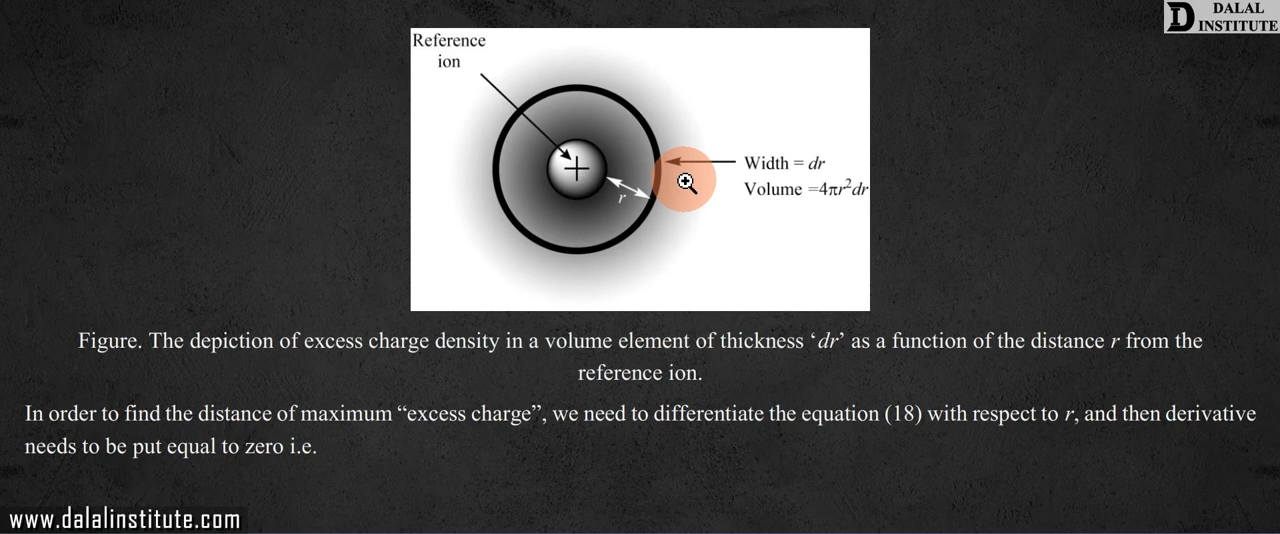 D DALAL
INSTITUTE
Reference
ion
+
r
Width = dr
Volume =4πr²dr
Figure. The depiction of excess charge density in a volume element of thickness ‘dr’ as a function of the distance r from the
reference ion.
In order to find the distance of maximum “excess charge”, we need to differentiate the equation (18) with respect to r, and then derivative
needs to be put equal to zero i.e.
www.dalalinstitute.com